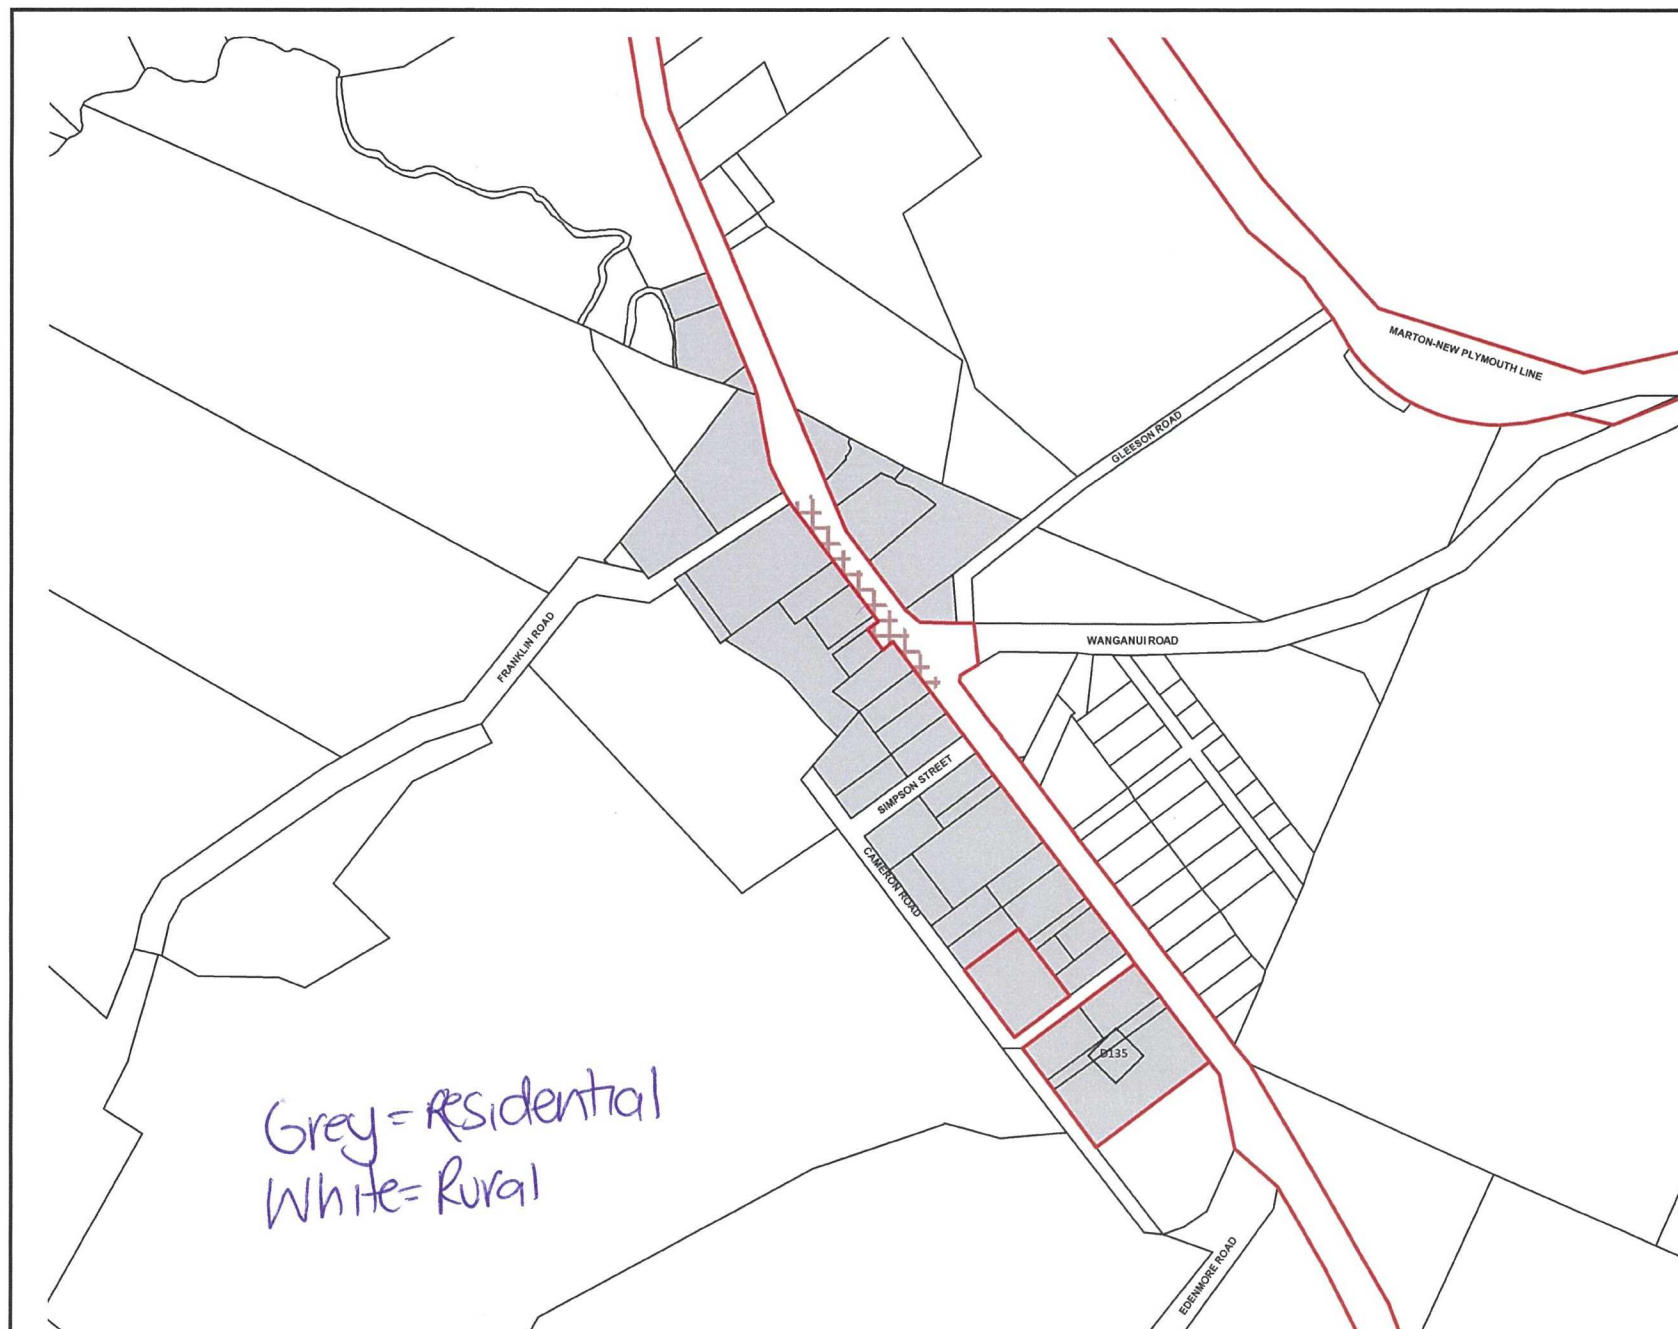 MARTON-NEW PLYMOUTH LINE
GLEESON ROAD
WANGANUI ROAD
FRANKLIN ROAD
SIMPSON STREET
CAMERON ROAD
D135
EDENMORE ROAD
Grey = Residential
White = Rural